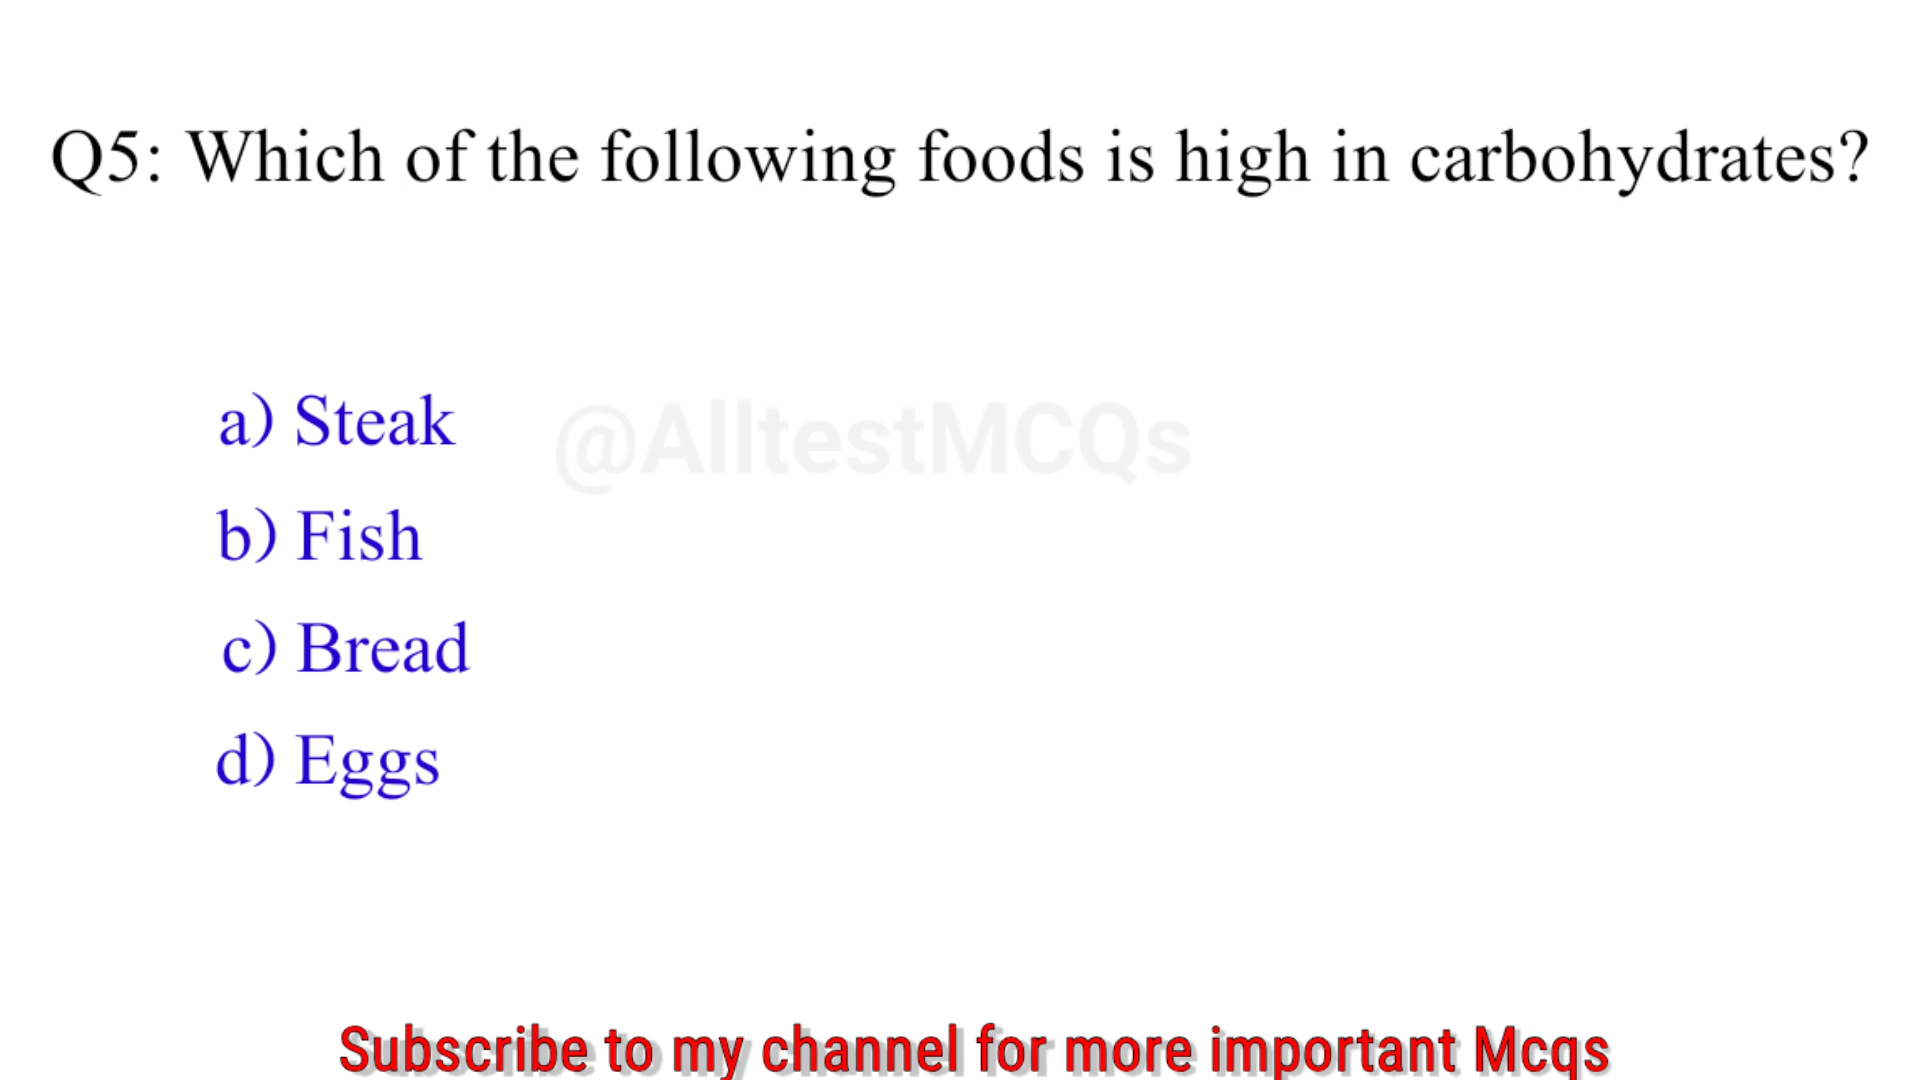 Q5: Which of the following foods is high in carbohydrates?
a) Steak
@AlltestMCQs
b) Fish
c) Bread
d) Eggs
Subscribe to my channel for more important Mcqs